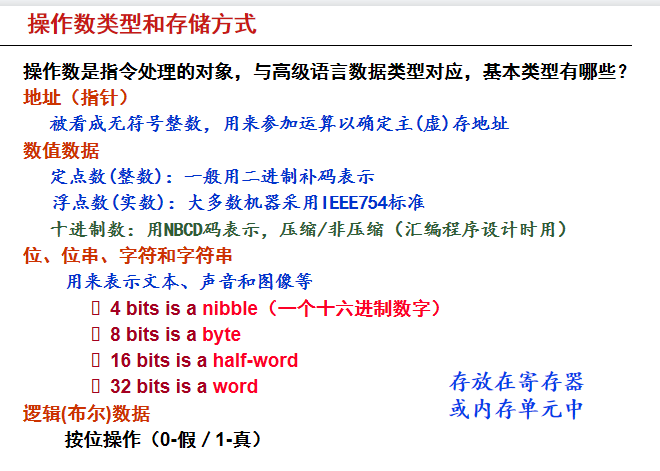 操作数类型和存储方式
操作数是指令处理的对象，与高级语言数据类型对应，基本类型有哪些？
地址（指针）
被看成无符号整数，用来参加运算以确定主(虚)存地址
数值数据
定点数(整数)：一般用二进制补码表示
浮点数(实数)：大多数机器采用IEEE754标准
十进制数：用NBCD码表示，压缩/非压缩（汇编程序设计时用）
位、位串、字符和字符串
用来表示文本、声音和图像等
4 bits is a nibble（一个十六进制数字）
8 bits is a byte
16 bits is a half-word
32 bits is a word
存放在寄存器
或内存单元中
逻辑(布尔)数据
按位操作（0-假 / 1-真）